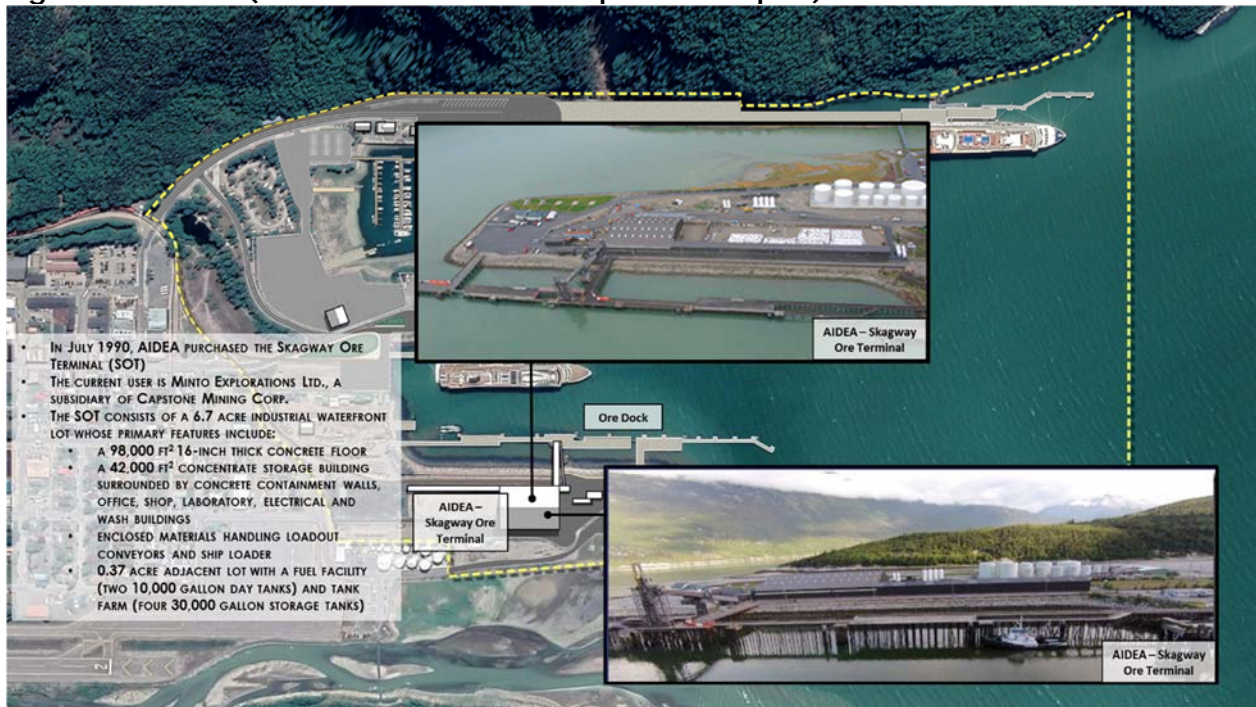 • IN JULY 1990, AIDEA PURCHASED THE SKAGWAY ORE
TERMINAL (SOT)
• THE CURRENT USER IS MINTO EXPLORATIONS LTD., A
SUBSIDIARY OF CAPSTONE MINING CORP.
• THE SOT CONSISTS OF A 6.7 ACRE INDUSTRIAL WATERFRONT
LOT WHOSE PRIMARY FEATURES INCLUDE:
• A 98,000 FT² 16-INCH THICK CONCRETE FLOOR
• A 42,000 FT² CONCENTRATE STORAGE BUILDING
SURROUNDED BY CONCRETE CONTAINMENT WALLS,
OFFICE, SHOP, LABORATORY, ELECTRICAL AND
WASH BUILDINGS
• ENCLOSED MATERIALS HANDLING LOADOUT
CONVEYORS AND SHIP LOADER
• 0.37 ACRE ADJACENT LOT WITH A FUEL FACILITY
(TWO 10,000 GALLON DAY TANKS) AND TANK
FARM (FOUR 30,000 GALLON STORAGE TANKS)
AIDEA – Skagway
Ore Terminal
Ore Dock
AIDEA –
Skagway Ore
Terminal
AIDEA – Skagway
Ore Terminal
2